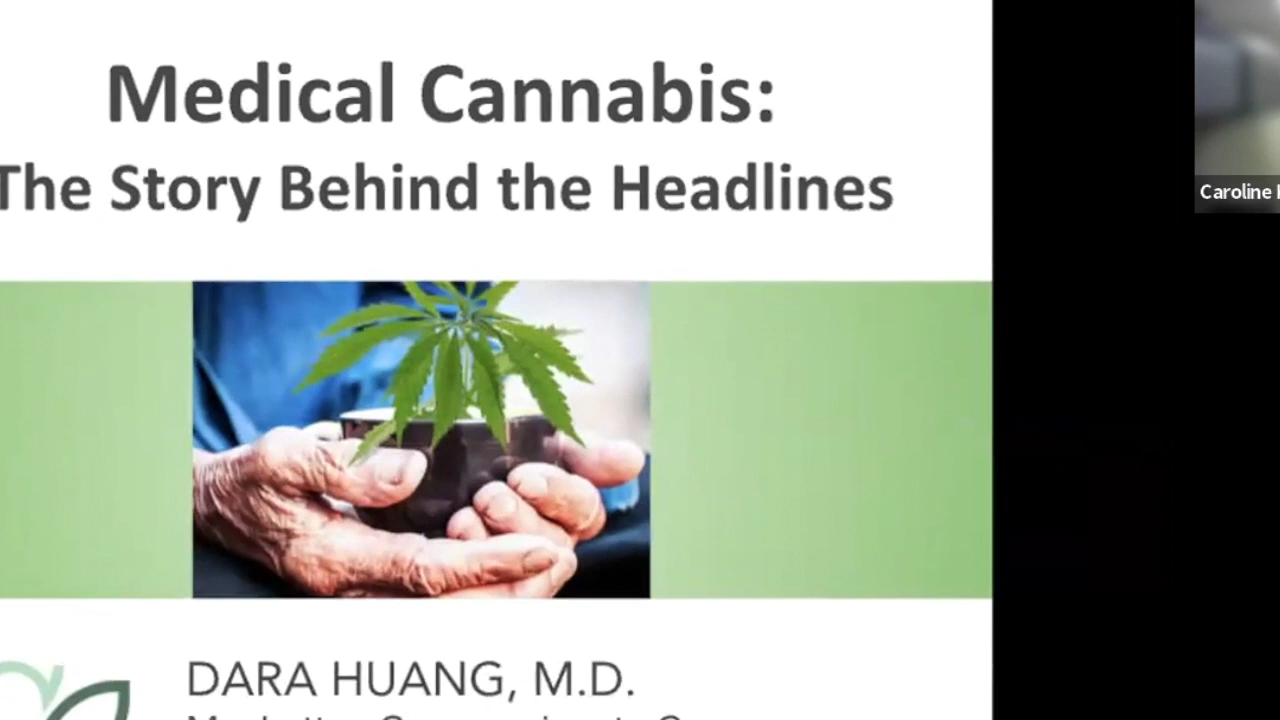 Medical Cannabis:
The Story Behind the Headlines
Caroline
DARA HUANG, M.D.